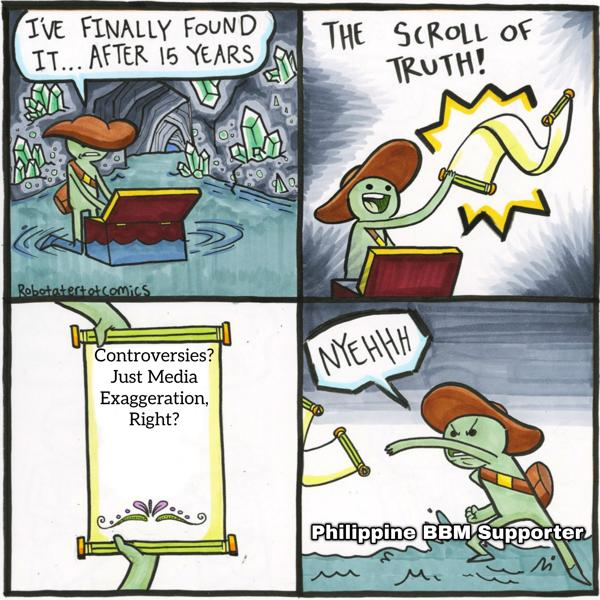 I'VE FINALLY FOUND
IT... AFTER 15 YEARS
THE SCROLL OF
TRUTH!
Robotatertotcomics
Controversies?
Just Media
Exaggeration,
Right?
NYEHHH
Philippine BBM Supporter